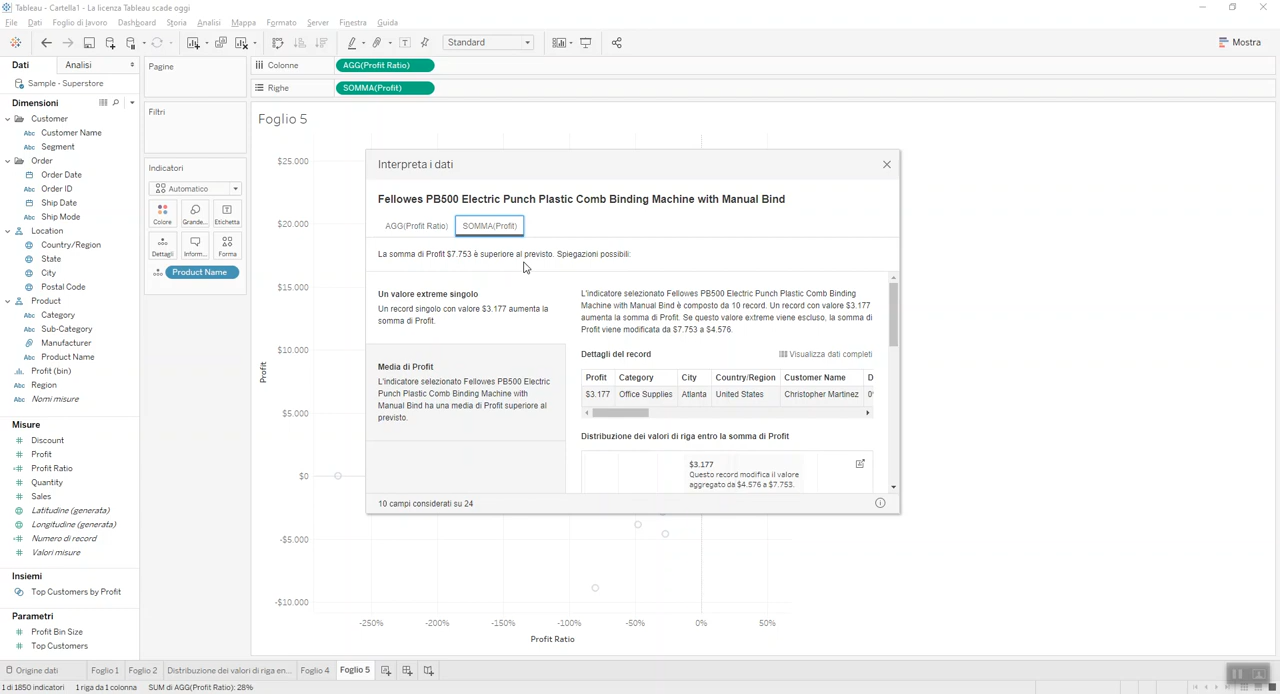 Tableau - Cartella1 - La licenza Tableau scade oggi
File Dati Foglio di lavoro Dashboard Storia Analisi Mappa Formato Server Finestra Guida
Standard
Mostra
Dati Analisi
Sample - Superstore
Dimensioni
Customer
Abc Customer Name
Abc Segment
Order
Order Date
Abc Order ID
Ship Date
Abc Ship Mode
Location
Country/Region
State
City
Postal Code
Product
Abc Category
Abc Sub-Category
Manufacturer
Abc Product Name
Profit (bin)
Abc Region
Abc Nomi misure
Misure
Discount
Profit
Profit Ratio
Quantity
Sales
Latitudine (generata)
Longitudine (generata)
Numero di record
Valori misure
Insiemi
Top Customers by Profit
Parametri
Profit Bin Size
Top Customers
Pagine
Filtri
Indicatori
Automatico
Colore Grande... Etichetta
Dettagli Inform... Forma
Product Name
Colonne AGG(Profit Ratio)
Righe SOMMA(Profit)
Foglio 5
$25.000
$20.000
$15.000
$10.000
$5.000
$0
-$5.000
-$10.000
Profit
-250% -200% -150% -100% -50% 0% 50%
Profit Ratio
Interpreta i dati
Fellowes PB500 Electric Punch Plastic Comb Binding Machine with Manual Bind
AGG(Profit Ratio) SOMMA(Profit)
La somma di Profit $7.753 è superiore al previsto. Spiegazioni possibili:
Un valore extreme singolo
Un record singolo con valore $3.177 aumenta la
somma di Profit.
Media di Profit
L'indicatore selezionato Fellowes PB500 Electric
Punch Plastic Comb Binding Machine with
Manual Bind ha una media di Profit superiore al
previsto.
L'indicatore selezionato Fellowes PB500 Electric Punch Plastic Comb Binding
Machine with Manual Bind è composto da 10 record. Un record con valore $3.177
aumenta la somma di Profit. Se questo valore extreme viene escluso, la somma di
Profit viene modificata da $7.753 a $4.576.
Dettagli del record Visualizza dati completi
Profit Category City Country/Region Customer Name D
$3.177 Office Supplies Atlanta United States Christopher Martinez 0
Distribuzione dei valori di riga entro la somma di Profit
$3.177
Questo record modifica il valore
aggregato da $4.576 a $7.753.
10 campi considerati su 24
Origine dati Foglio 1 Foglio 2 Distribuzione dei valori di riga en... Foglio 4 Foglio 5
1 di 1850 indicatori 1 riga da 1 colonna SUM di AGG(Profit Ratio): 28%